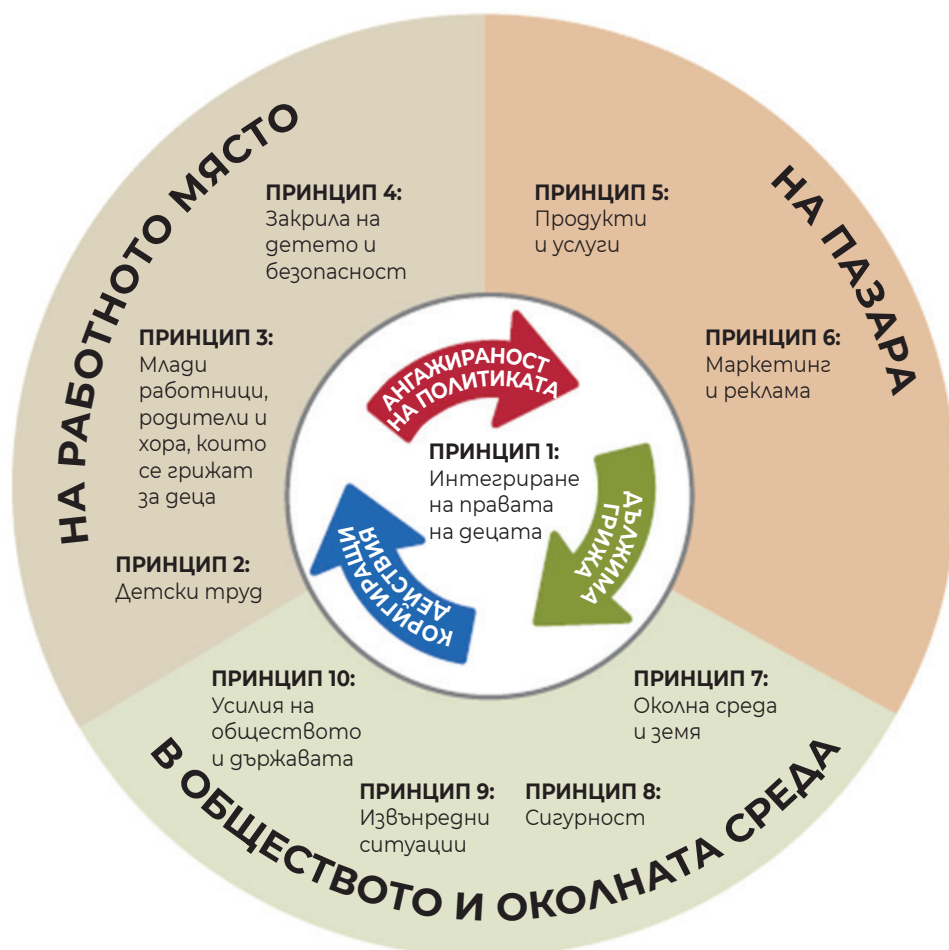 НА РАБОТНОТО МЯСТО
ПРИНЦИП 4:
Закрила на
детето и
безопасност
ПРИНЦИП 3:
Млади
работници,
родители и
хора, които
се грижат
за деца
ПРИНЦИП 2:
Детски труд
НА ПАЗАРА
ПРИНЦИП 5:
Продукти
и услуги
ПРИНЦИП 6:
Маркетинг
и реклама
АНГАЖИРАНОСТ
НА ПОЛИТИКАТА
ПРИНЦИП 1:
Интегриране
на правата
на децата
ДЪЛЖИМА
ГРИЖА
КОРИГИРАЩИ
ДЕЙСТВИЯ
ПРИНЦИП 10:
Усилия на
обществото
и държавата
ПРИНЦИП 9:
Извънредни
ситуации
ПРИНЦИП 8:
Сигурност
ПРИНЦИП 7:
Околна среда
и земя
В ОБЩЕСТВОТО И ОКОЛНАТА СРЕДА